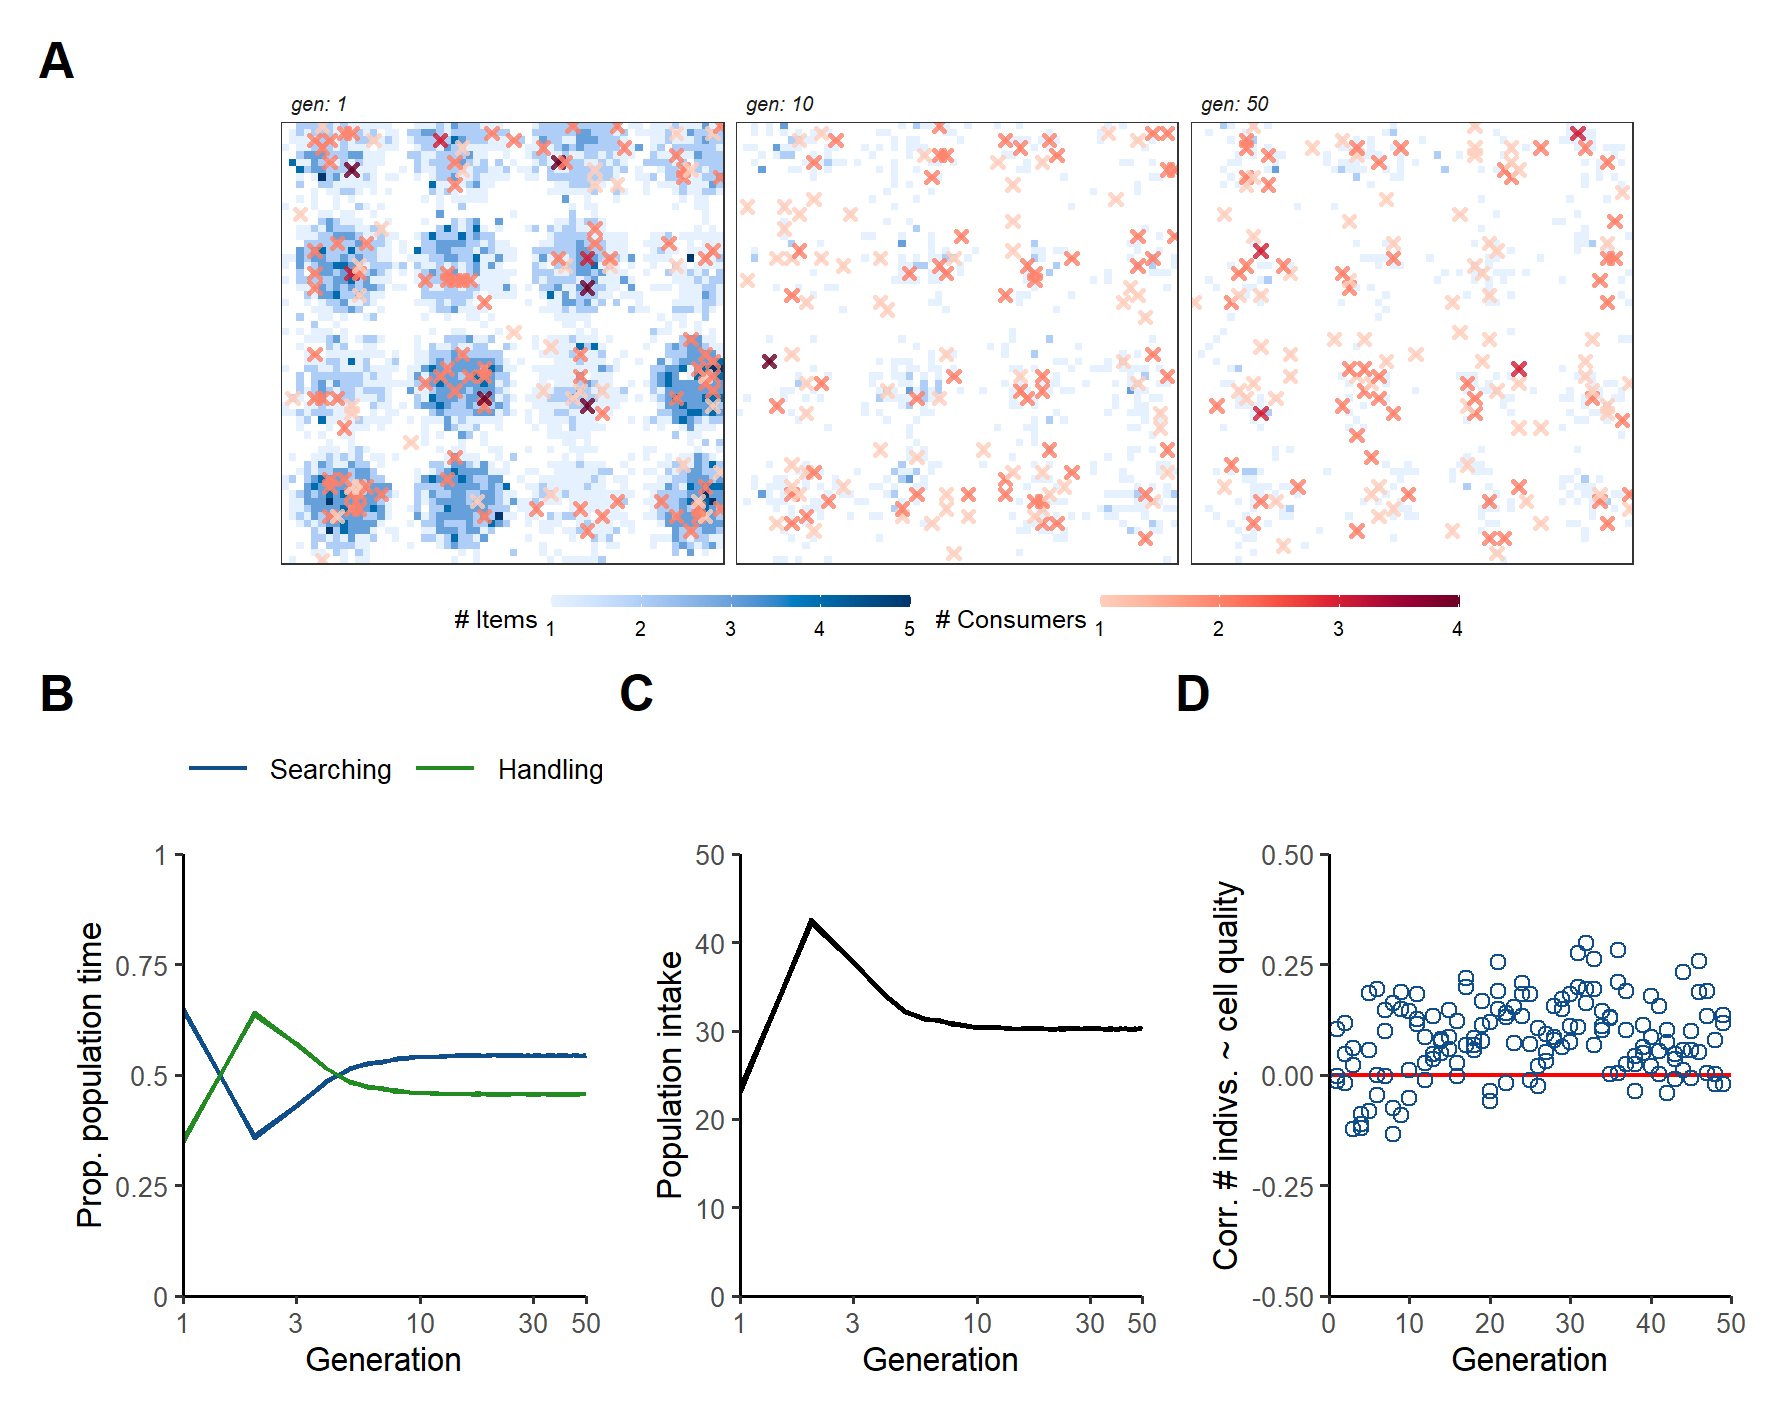 A
gen: 1
gen: 10
gen: 50
# Items
1 2 3 4 5
# Consumers
1 2 3 4
B
Searching
Handling
Prop. population time
1
0.75
0.5
0.25
0
1 3 10 30 50
Generation
C
Population intake
50
40
30
20
10
0
1 3 10 30 50
Generation
D
Corr. # indivs. ~ cell quality
0.50
0.25
0.00
-0.25
-0.50
0 10 20 30 40 50
Generation